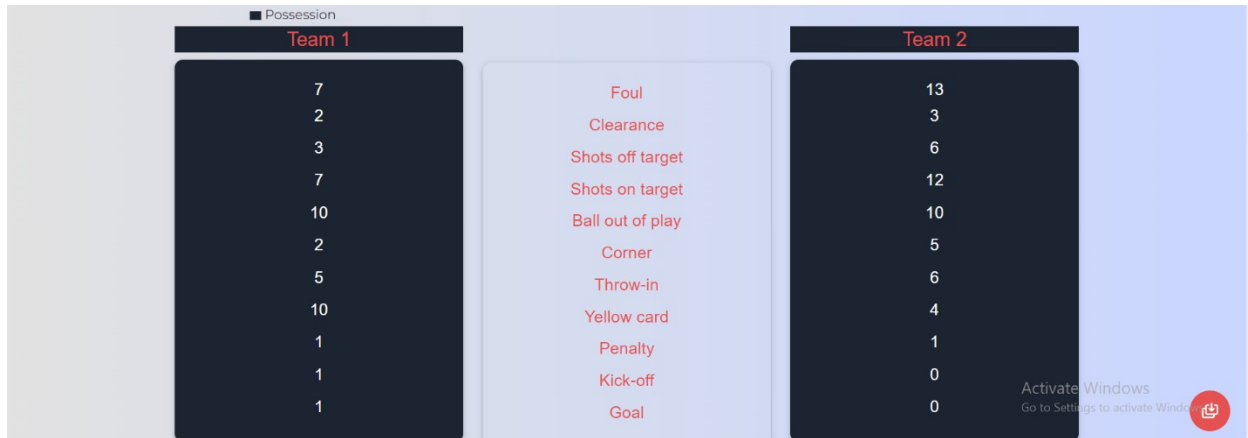 Possession
Team 1 Team 2
7 Foul 13
2 Clearance 3
3 Shots off target 6
7 Shots on target 12
10 Ball out of play 10
2 Corner 5
5 Throw-in 6
10 Yellow card 4
1 Penalty 1
1 Kick-off 0
1 Goal 0
Activate Windows
Go to Settings to activate